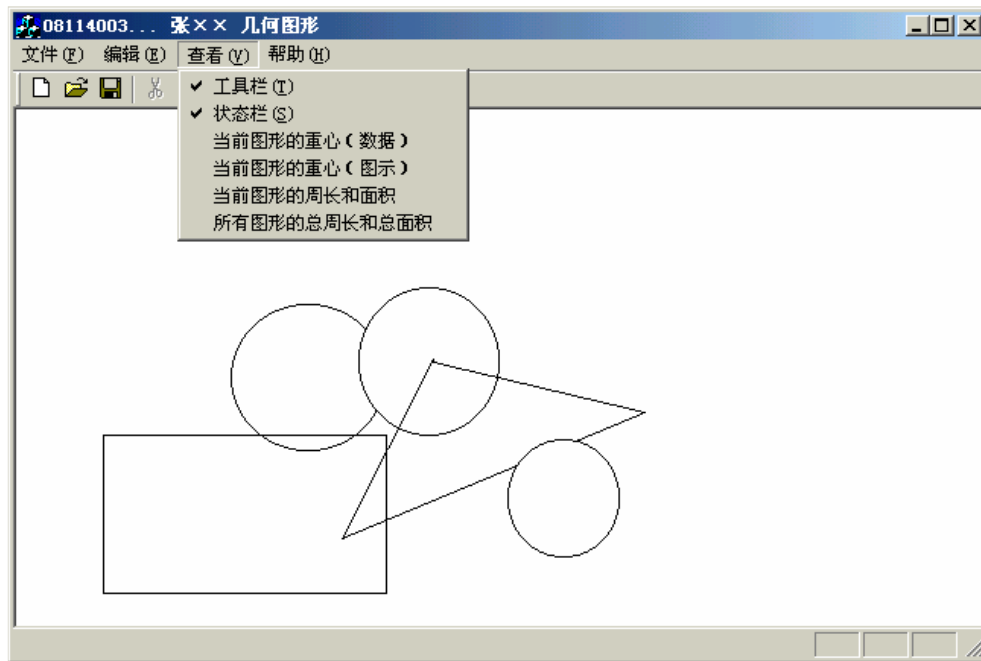 08114003... 张×× 几何图形
文件(F) 编辑(E) 查看(V) 帮助(H)
工具栏(T)
状态栏(S)
当前图形的重心(数据)
当前图形的重心(图示)
当前图形的周长和面积
所有图形的总周长和总面积